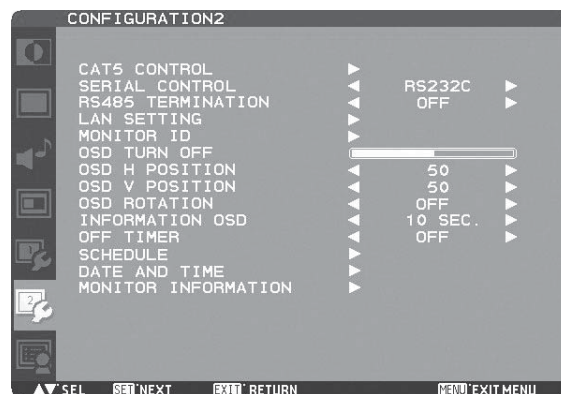 CONFIGURATION2
CAT5 CONTROL
SERIAL CONTROL RS232C
RS485 TERMINATION OFF
LAN SETTING
MONITOR ID
OSD TURN OFF
OSD H POSITION 50
OSD V POSITION 50
OSD ROTATION OFF
INFORMATION OSD 10 SEC.
OFF TIMER OFF
SCHEDULE
DATE AND TIME
MONITOR INFORMATION
1
2
SEL SET:NEXT EXIT:RETURN MENU:EXIT MENU